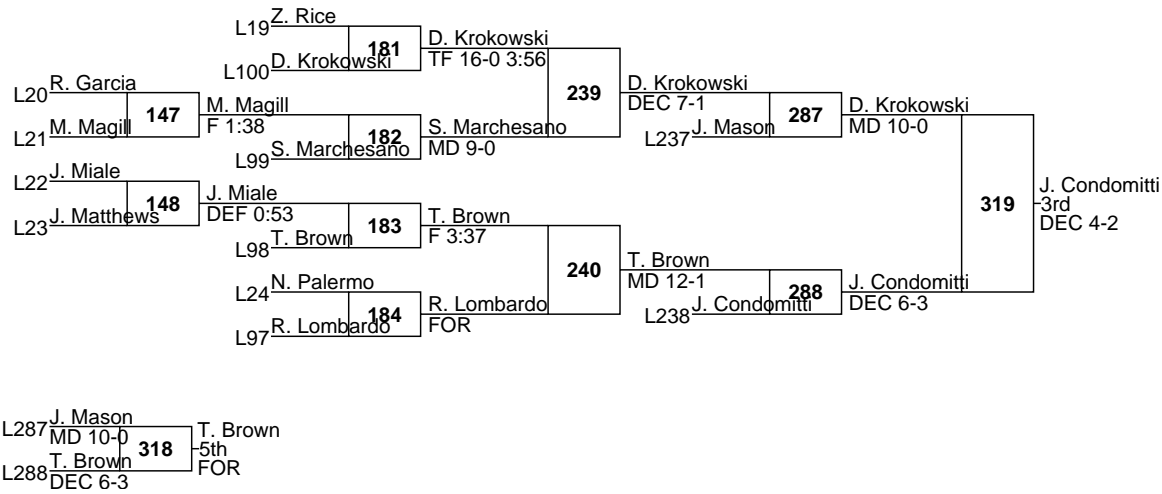 Z. Rice
L19
181
D. Krokowski
TF 16-0 3:56
D. Krokowski
L100
R. Garcia
L20
147
M. Magill
F 1:38
M. Magill
L21
182
S. Marchesano
MD 9-0
S. Marchesano
L99
239
D. Krokowski
DEC 7-1
287
J. Mason
L237
D. Krokowski
MD 10-0
J. Miale
L22
148
J. Miale
DEF 0:53
J. Matthews
L23
183
T. Brown
F 3:37
T. Brown
L98
240
T. Brown
MD 12-1
N. Palermo
L24
184
R. Lombardo
FOR
R. Lombardo
L97
288
J. Condomitti
L238
J. Condomitti
DEC 6-3
319
J. Condomitti
3rd
DEC 4-2
L287
J. Mason
MD 10-0
318
T. Brown
5th
FOR
L288
T. Brown
DEC 6-3